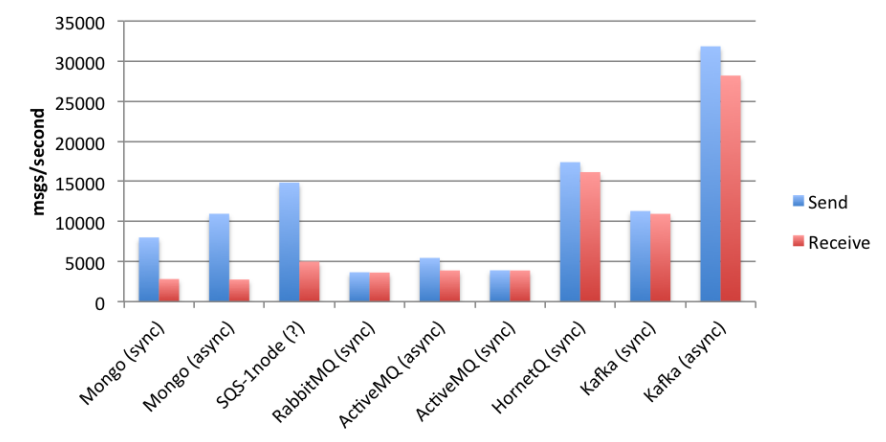 35000
30000
25000
20000
15000
10000
5000
0
msgs/second
Mongo (sync)
Mongo (async)
SQS-1node (?)
RabbitMQ (sync)
ActiveMQ (async)
ActiveMQ (sync)
HornetQ (sync)
Kafka (sync)
Kafka (async)
Send
Receive